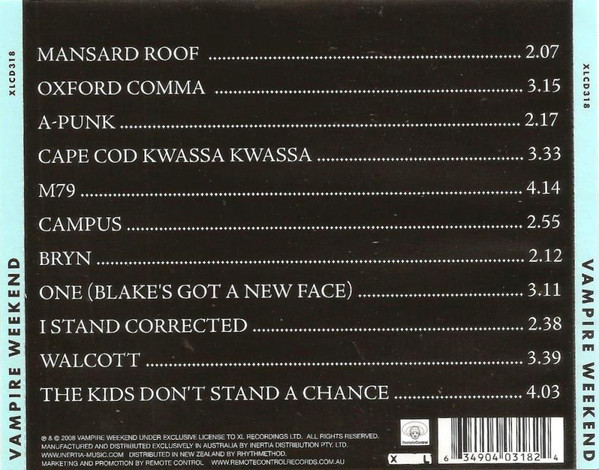 XLCD318
VAMPIRE WEEKEND
MANSARD ROOF 2.07
OXFORD COMMA 3.15
A-PUNK 2.17
CAPE COD KWASSA KWASSA 3.33
M79 4.14
CAMPUS 2.55
BRYN 2.12
ONE (BLAKE'S GOT A NEW FACE) 3.11
I STAND CORRECTED 2.38
WALCOTT 3.39
THE KIDS DON'T STAND A CHANCE 4.03
℗ & © 2008 VAMPIRE WEEKEND UNDER EXCLUSIVE LICENSE TO XL RECORDINGS LTD. ALL RIGHTS RESERVED.
MANUFACTURED AND DISTRIBUTED EXCLUSIVELY IN AUSTRALIA BY INERTIA DISTRIBUTION PTY. LTD.
WWW.INERTIA-MUSIC.COM. DISTRIBUTED IN NEW ZEALAND BY RHYTHMETHOD.
MARKETING AND PROMOTION BY REMOTE CONTROL WWW.REMOTECONTROLRECORDS.COM.AU
X L
6 34904 03182 4
XLCD318
VAMPIRE WEEKEND